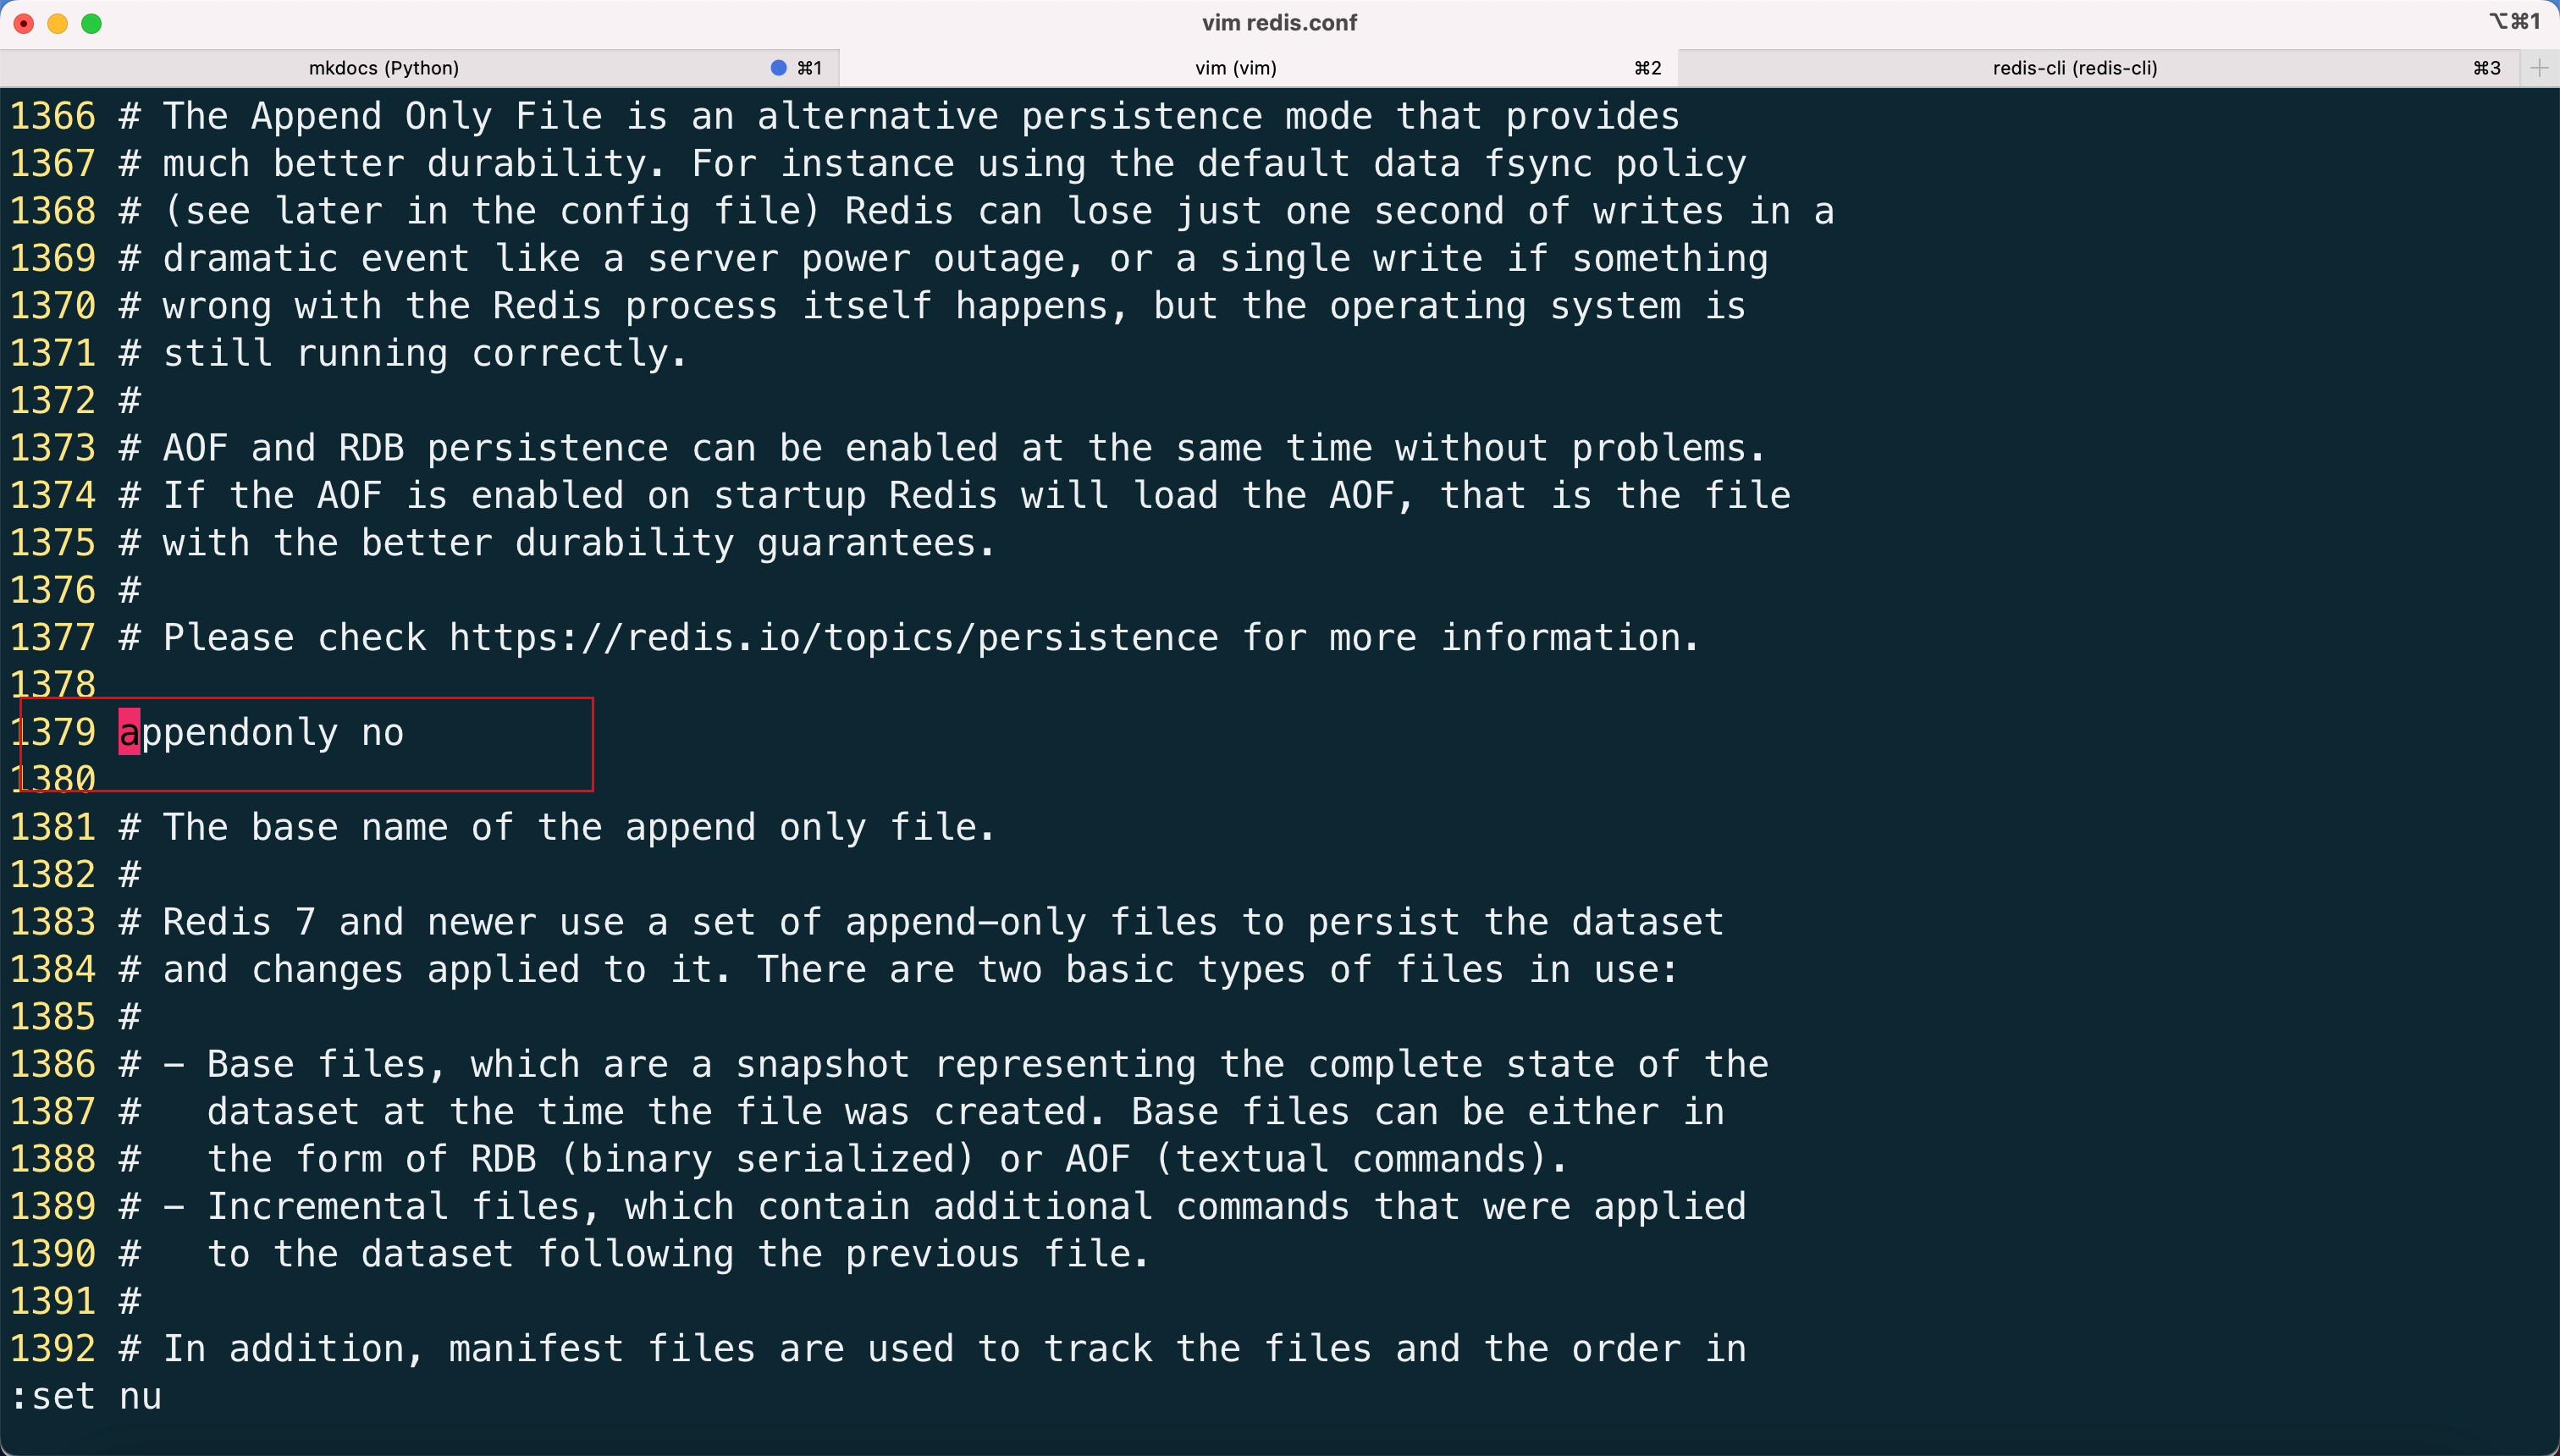 vim redis.conf
⌥⌘1
mkdocs (Python) ⌘1
vim (vim) ⌘2
redis-cli (redis-cli) ⌘3
1366 # The Append Only File is an alternative persistence mode that provides
1367 # much better durability. For instance using the default data fsync policy
1368 # (see later in the config file) Redis can lose just one second of writes in a
1369 # dramatic event like a server power outage, or a single write if something
1370 # wrong with the Redis process itself happens, but the operating system is
1371 # still running correctly.
1372 #
1373 # AOF and RDB persistence can be enabled at the same time without problems.
1374 # If the AOF is enabled on startup Redis will load the AOF, that is the file
1375 # with the better durability guarantees.
1376 #
1377 # Please check https://redis.io/topics/persistence for more information.
1378
1379 appendonly no
1380
1381 # The base name of the append only file.
1382 #
1383 # Redis 7 and newer use a set of append-only files to persist the dataset
1384 # and changes applied to it. There are two basic types of files in use:
1385 #
1386 # - Base files, which are a snapshot representing the complete state of the
1387 #   dataset at the time the file was created. Base files can be either in
1388 #   the form of RDB (binary serialized) or AOF (textual commands).
1389 # - Incremental files, which contain additional commands that were applied
1390 #   to the dataset following the previous file.
1391 #
1392 # In addition, manifest files are used to track the files and the order in
:set nu